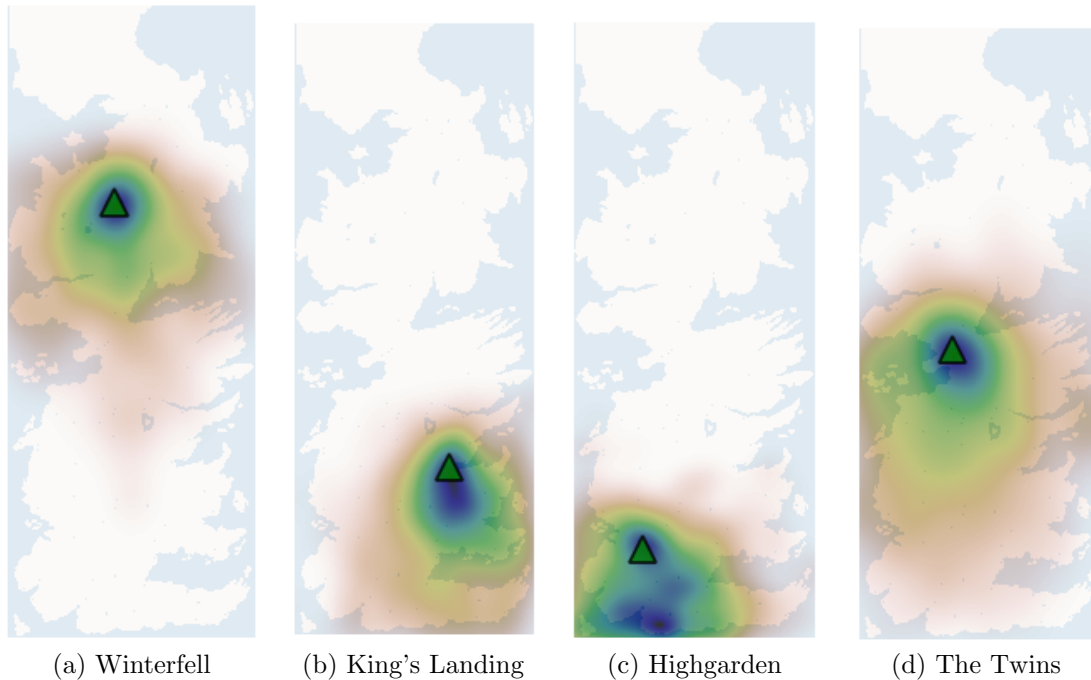 (a) Winterfell
(b) King's Landing
(c) Highgarden
(d) The Twins